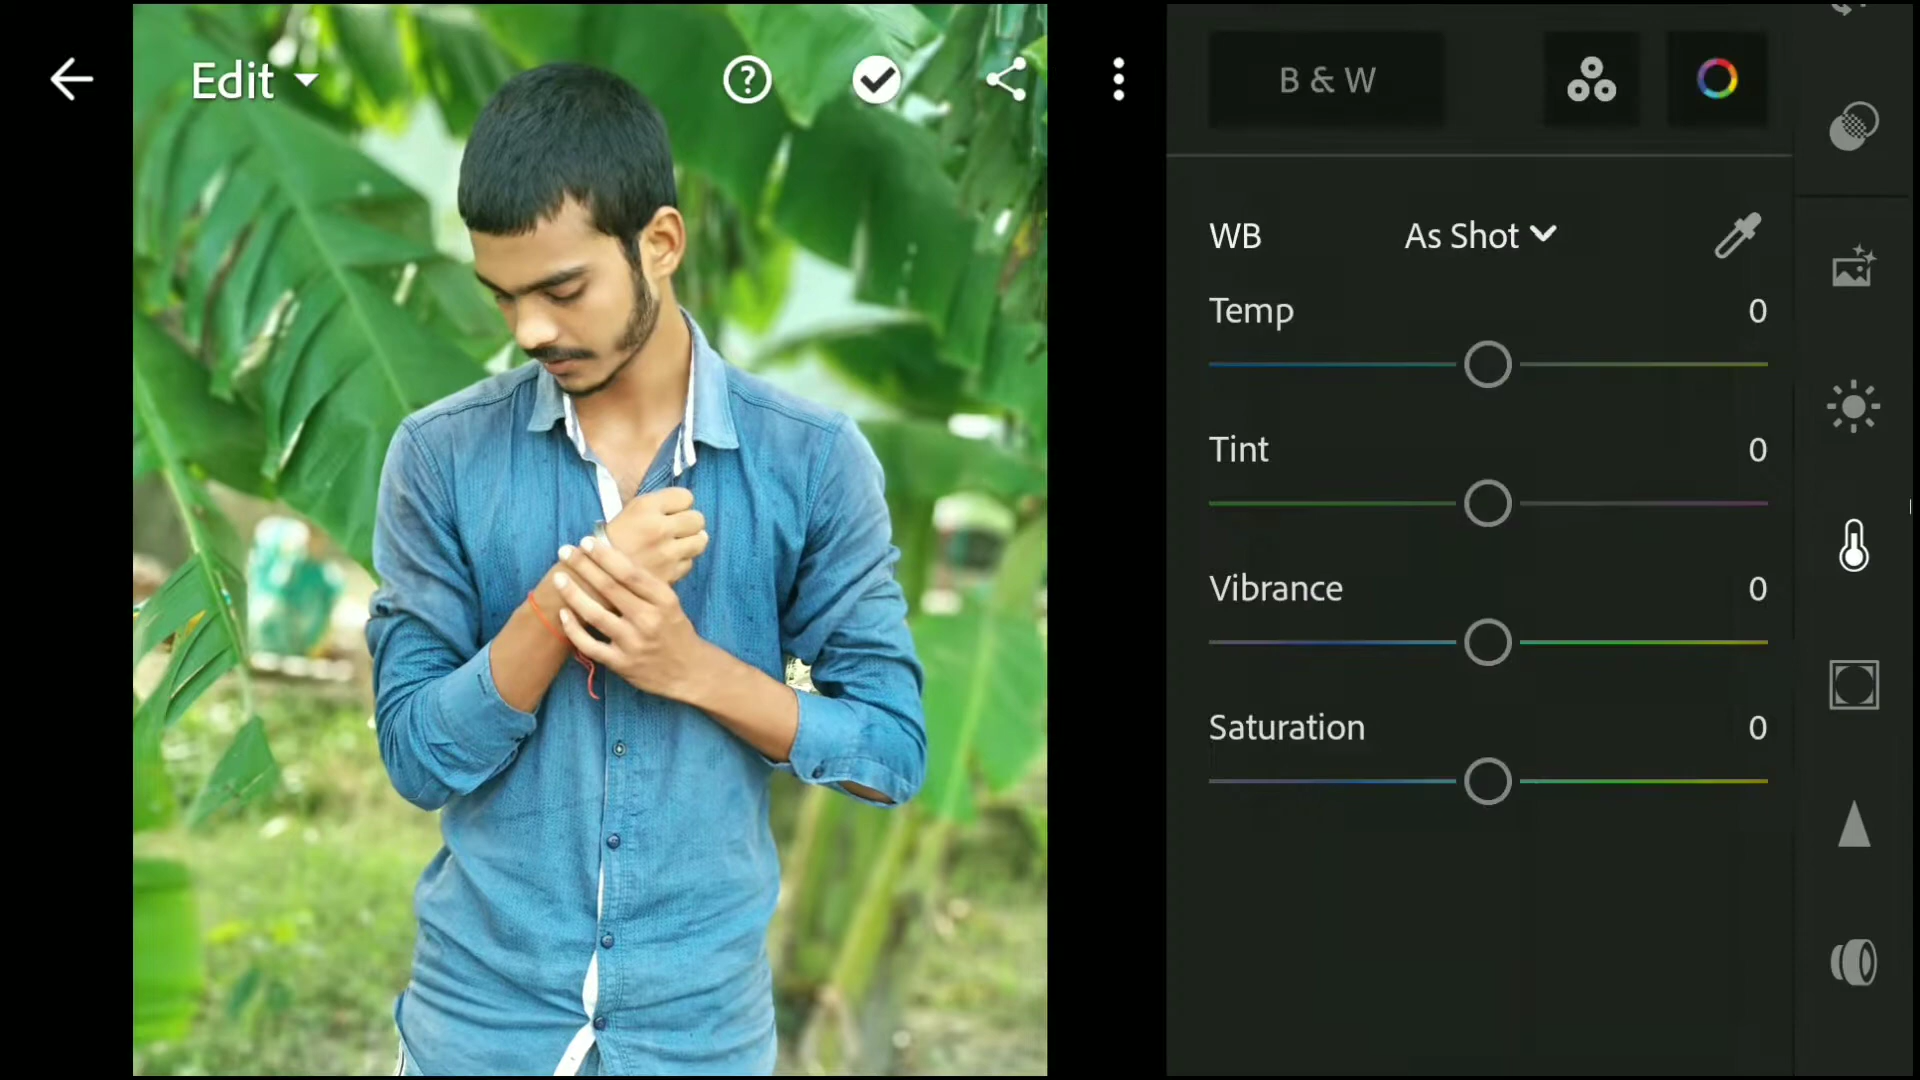 Edit
?
B & W
WB As Shot
Temp 0
Tint 0
Vibrance 0
Saturation 0